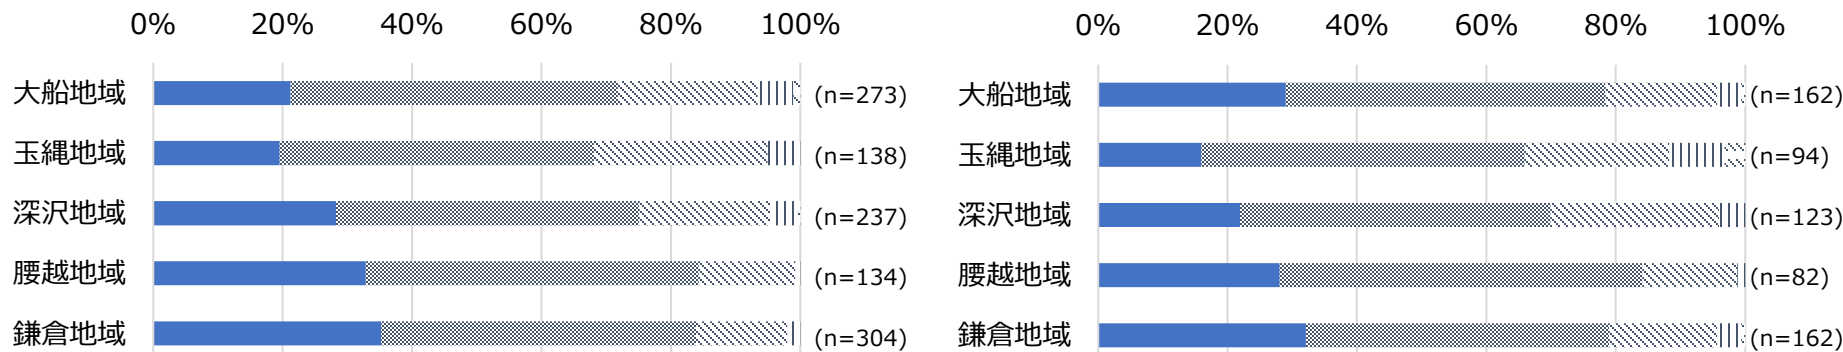 0% 20% 40% 60% 80% 100%
大船地域 (n=273)
玉縄地域 (n=138)
深沢地域 (n=237)
腰越地域 (n=134)
鎌倉地域 (n=304)
0% 20% 40% 60% 80% 100%
大船地域 (n=162)
玉縄地域 (n=94)
深沢地域 (n=123)
腰越地域 (n=82)
鎌倉地域 (n=162)